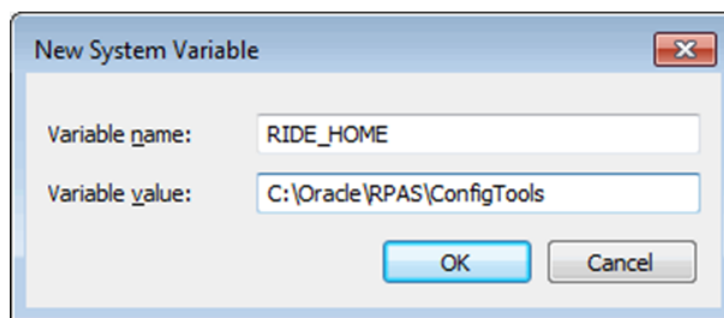 New System Variable
Variable name: RIDE_HOME
Variable value: C:\Oracle\RPAS\ConfigTools
OK Cancel